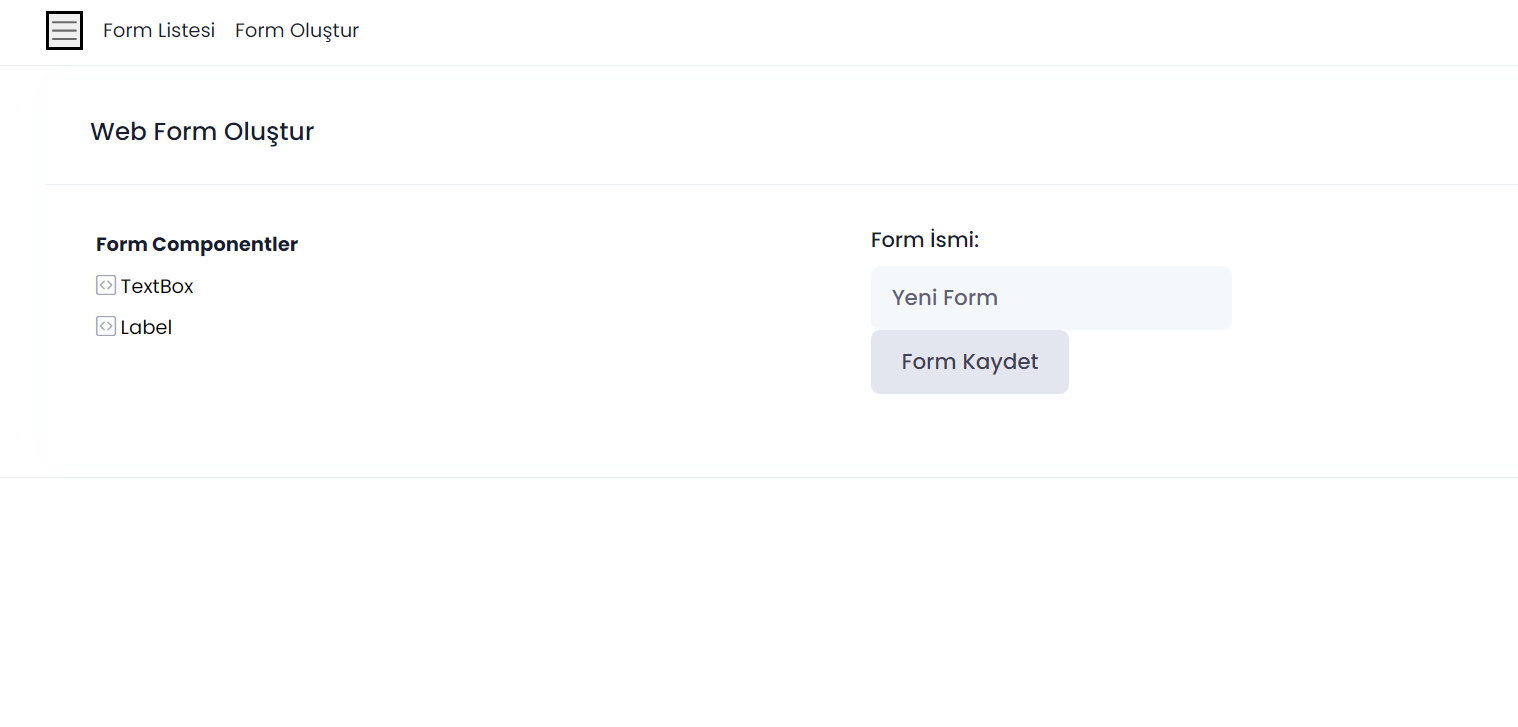 Form Listesi Form Oluştur
Web Form Oluştur
Form Componentler
TextBox
Label
Form İsmi:
Yeni Form
Form Kaydet